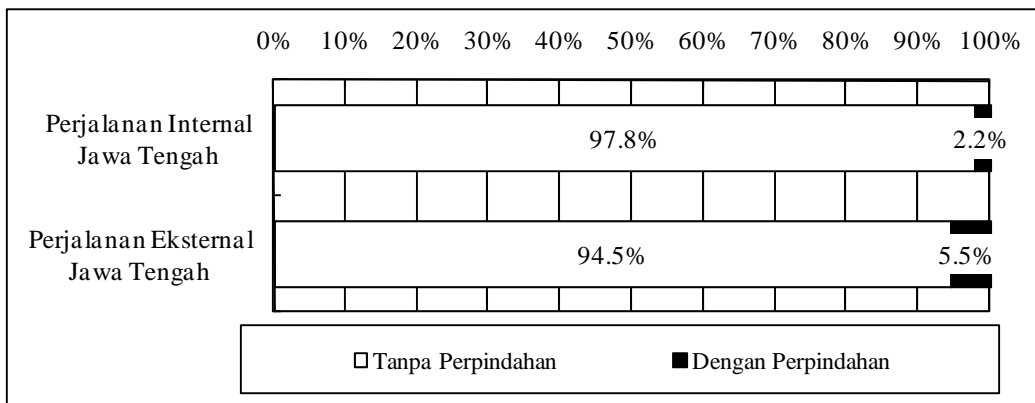 0% 10% 20% 30% 40% 50% 60% 70% 80% 90% 100%
Perjalanan Internal
Jawa Tengah
97.8% 2.2%
Perjalanan Eksternal
Jawa Tengah
94.5% 5.5%
Tanpa Perpindahan Dengan Perpindahan